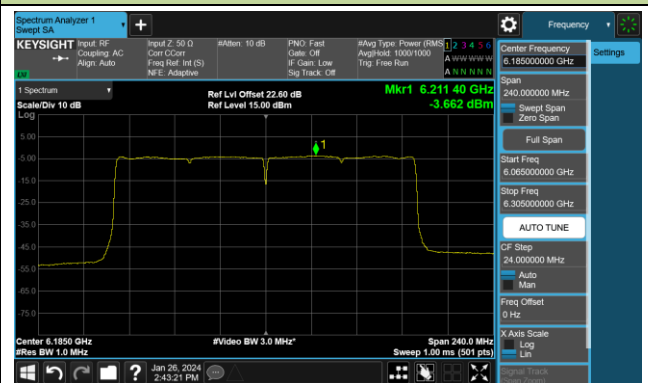 Spectrum Analyzer 1
Swept SA
Frequency
KEYSIGHT
Input: RF
Coupling: AC
Align: Auto
Input Z: 50 Ω
Corr CCorr
Freq Ref: Int (S)
NFE: Adaptive
#Atten: 10 dB
PNO: Fast
Gate: Off
IF Gain: Low
Sig Track: Off
#Avg Type: Power (RMS
Avg|Hold: 1000/1000
Trig: Free Run
1 2 3 4 5 6
A WW WW W
A N N N N N
1 Spectrum
Scale/Div 10 dB
Log
Ref Lvl Offset 22.60 dB
Ref Level 15.00 dBm
Mkr1 6.211 40 GHz
-3.662 dBm
1
5.00
-5.00
-15.0
-25.0
-35.0
-45.0
-55.0
-65.0
-75.0
Center 6.1850 GHz
#Res BW 1.0 MHz
#Video BW 3.0 MHz*
Span 240.0 MHz
Sweep 1.00 ms (501 pts)
Jan 26, 2024
2:43:21 PM
Center Frequency
6.185000000 GHz
Settings
Span
240.000000 MHz
Swept Span
Zero Span
Full Span
Start Freq
6.065000000 GHz
Stop Freq
6.305000000 GHz
AUTO TUNE
CF Step
24.000000 MHz
Auto
Man
Freq Offset
0 Hz
X Axis Scale
Log
Lin
Signal Track
(Span Zoom)